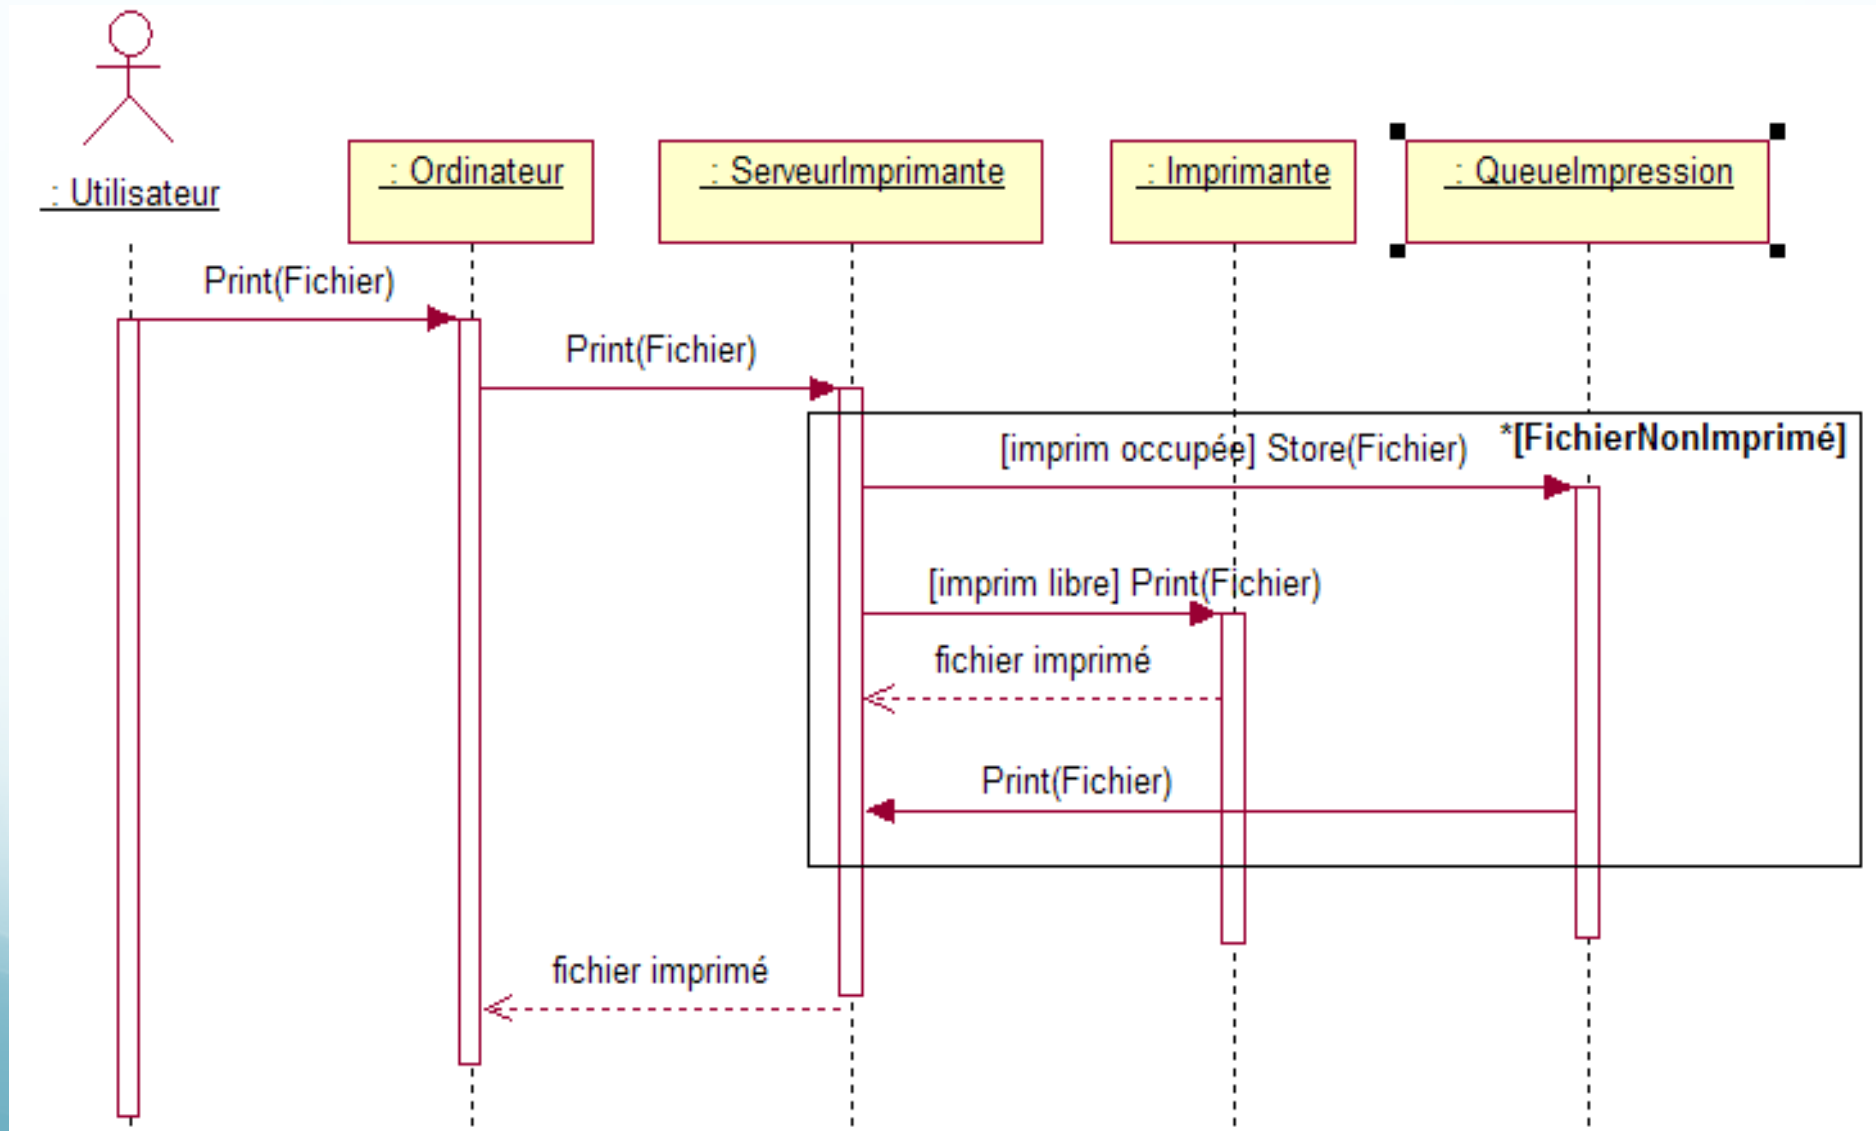 : Utilisateur
: Ordinateur
: ServeurImprimante
: Imprimante
: QueueImpression
Print(Fichier)
Print(Fichier)
*[FichierNonImprimé]
[imprim occupée] Store(Fichier)
[imprim libre] Print(Fichier)
fichier imprimé
Print(Fichier)
fichier imprimé